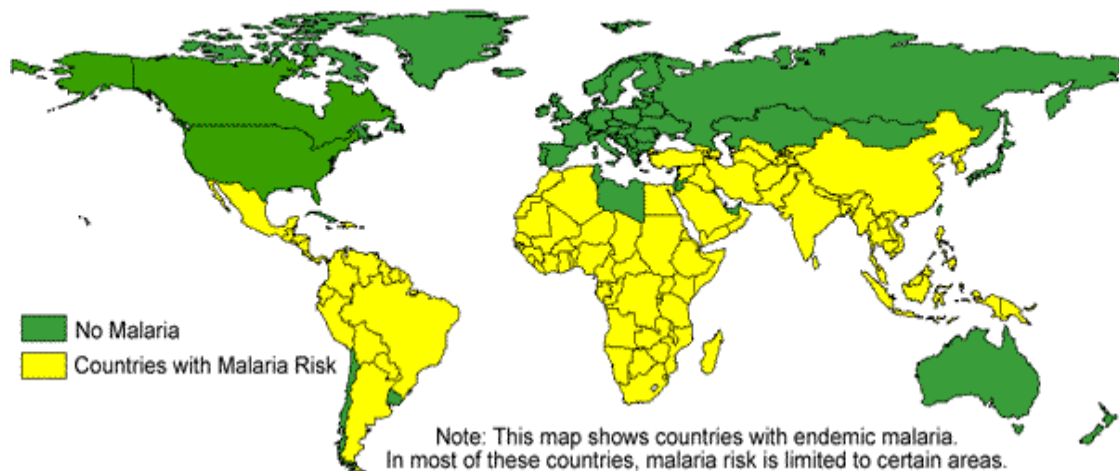 No Malaria
Countries with Malaria Risk
Note: This map shows countries with endemic malaria.
In most of these countries, malaria risk is limited to certain areas.